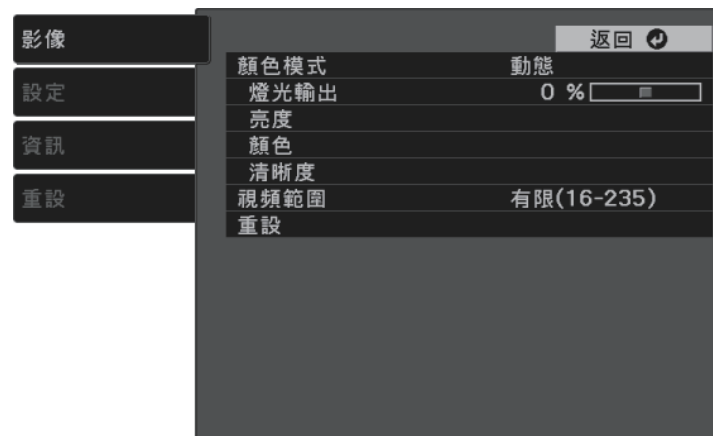 影像
設定
資訊
重設
返回
顏色模式 動態
燈光輸出 0 %
亮度
顏色
清晰度
視頻範圍 有限(16-235)
重設